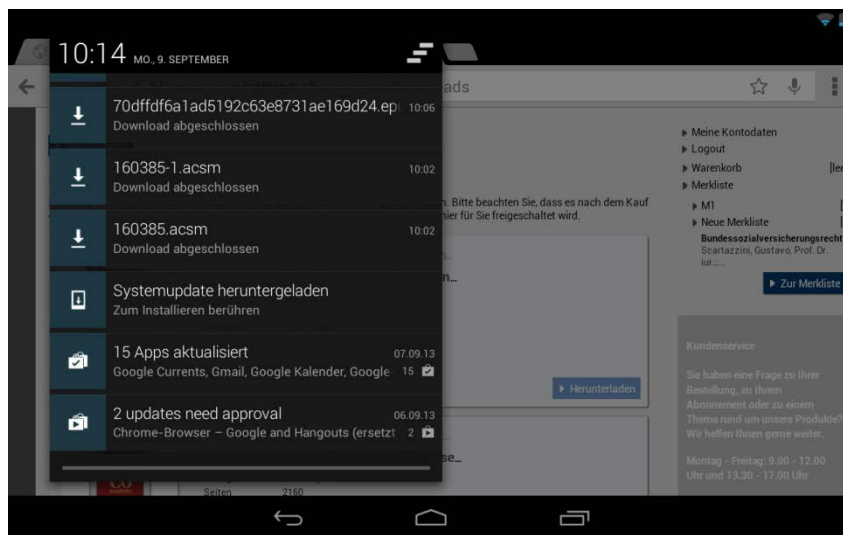 10:14 MO., 9. SEPTEMBER
ads
70dffdf6a1ad5192c63e8731ae169d24.ep 10:06
Download abgeschlossen
160385-1.acsm 10:02
Download abgeschlossen
160385.acsm 10:02
Download abgeschlossen
Systemupdate heruntergeladen
Zum Installieren berühren
15 Apps aktualisiert 07.09.13
Google Currents, Gmail, Google Kalender, Google 15
2 updates need approval 06.09.13
Chrome-Browser – Google and Hangouts (ersetzt 2
n. Bitte beachten Sie, dass es nach dem Kauf
hier für Sie freigeschaltet wird.
n...
Herunterladen
se...
Seiten 2160
Meine Kontodaten
Logout
Warenkorb [lee
Merkliste
M1 [
Neue Merkliste [
Bundessozialversicherungsrecht
Scartazzini, Gustavo, Prof. Dr.
iur.;...
Zur Merkliste
Kundenservice
Sie haben eine Frage zu Ihrer
Bestellung, zu Ihrem
Abonnement oder zu einem
Thema rund um unsere Produkte?
Wir helfen Ihnen gerne weiter.
Montag - Freitag: 9.00 - 12.00
Uhr und 13.30 - 17.00 Uhr